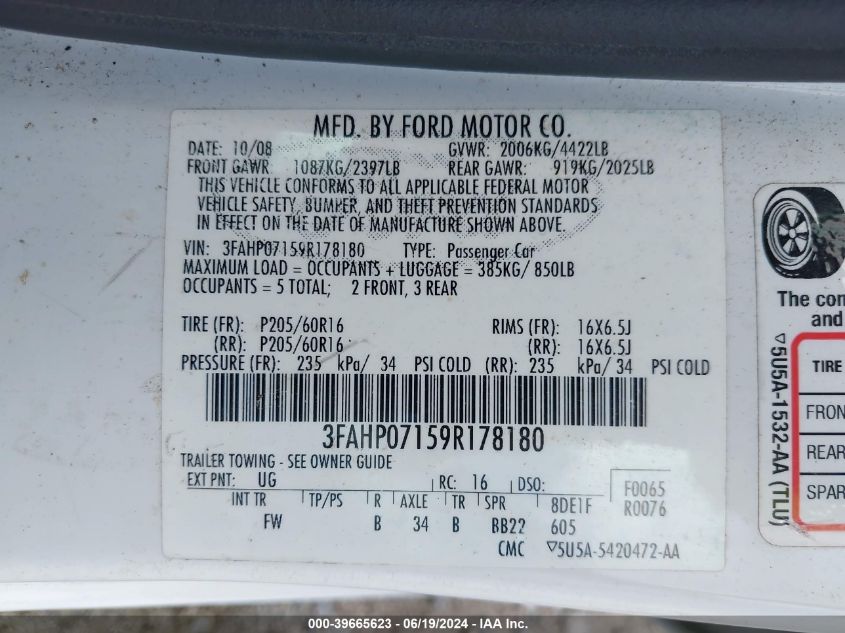 MFD. BY FORD MOTOR CO.
DATE: 10/08 GVWR: 2006KG/4422LB
FRONT GAWR: 1087KG/2397LB REAR GAWR: 919KG/2025LB
THIS VEHICLE CONFORMS TO ALL APPLICABLE FEDERAL MOTOR
VEHICLE SAFETY, BUMPER, AND THEFT PREVENTION STANDARDS
IN EFFECT ON THE DATE OF MANUFACTURE SHOWN ABOVE.
VIN: 3FAHP07159R178180 TYPE: Passenger Car
MAXIMUM LOAD = OCCUPANTS + LUGGAGE = 385KG/ 850LB
OCCUPANTS = 5 TOTAL; 2 FRONT, 3 REAR
TIRE (FR): P205/60R16 RIMS (FR): 16X6.5J
(RR): P205/60R16 (RR): 16X6.5J
PRESSURE (FR): 235 kPa/ 34 PSI COLD (RR): 235 kPa/ 34 PSI COLD
3FAHP07159R178180
TRAILER TOWING - SEE OWNER GUIDE
EXT PNT: UG RC: 16 DSO: F0065
INT TR TP/PS R AXLE TR SPR 8DE1F R0076
FW B 34 B BB22 605
CMC ▽5U5A-5420472-AA
The con
and
TIRE
FRON
REAR
SPAR
▽5U5A-1532-AA (TLU)
000-39665623 - 06/19/2024 - IAA Inc.